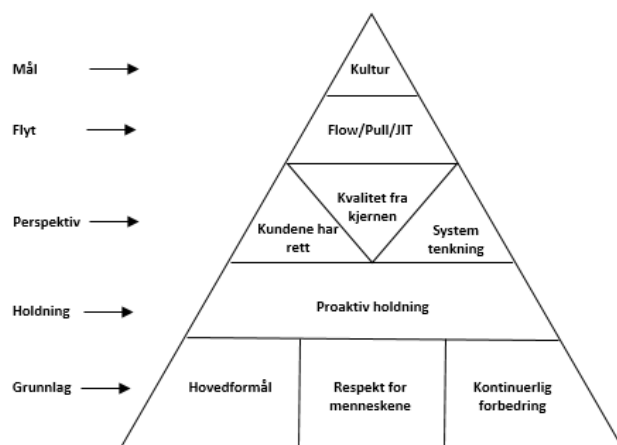 Mål
Kultur
Flyt
Flow/Pull/JIT
Perspektiv
Kundene har
rett
Kvalitet fra
kjernen
System
tenkning
Holdning
Proaktiv holdning
Grunnlag
Hovedformål
Respekt for
menneskene
Kontinuerlig
forbedring